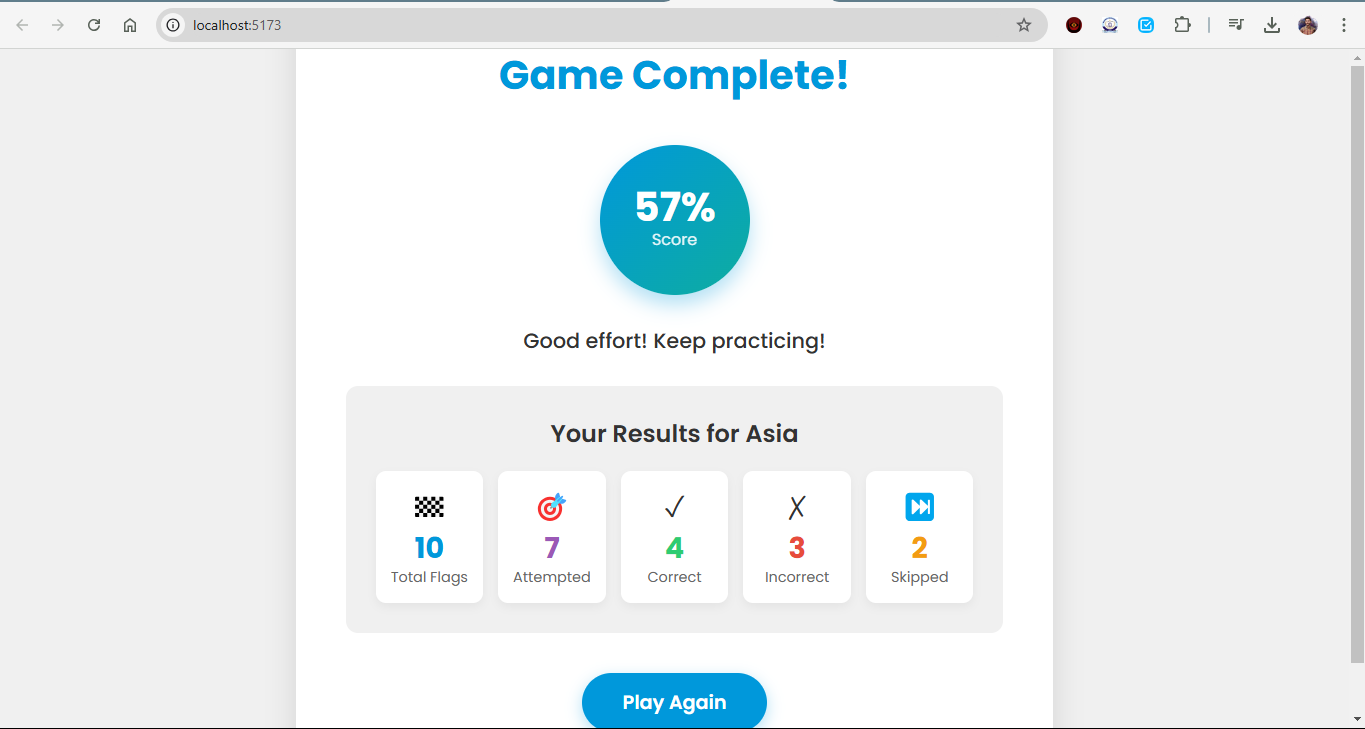 localhost:5173
Game Complete!
57%
Score
Good effort! Keep practicing!
Your Results for Asia
10
Total Flags
7
Attempted
4
Correct
3
Incorrect
2
Skipped
Play Again